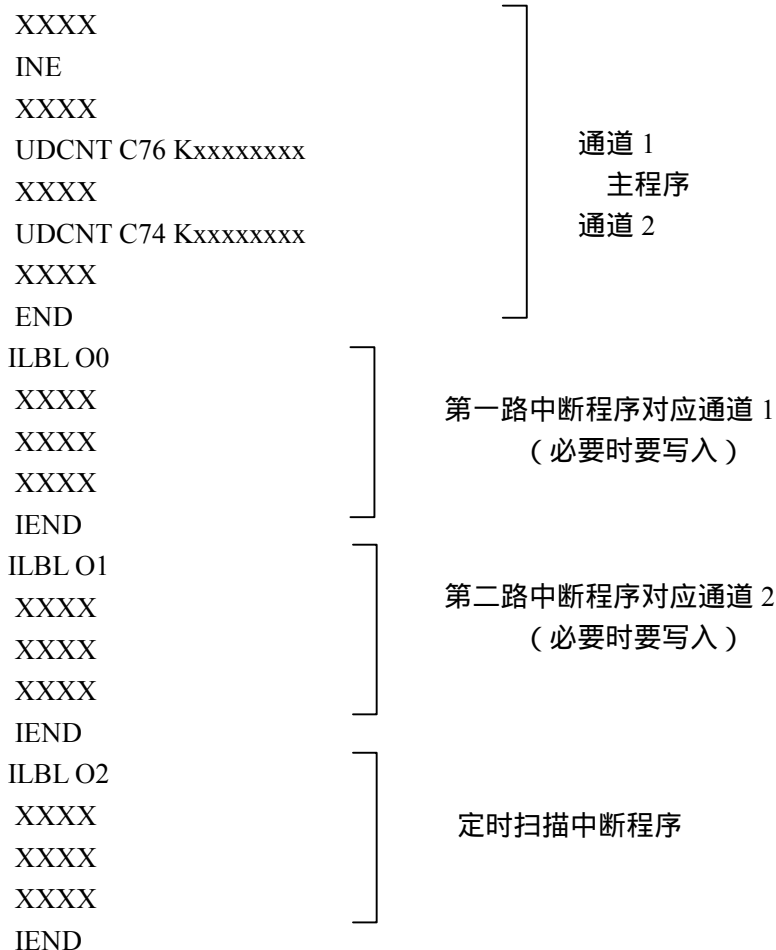 XXXX
INE
XXXX
UDCNT C76 Kxxxxxxxx
XXXX
UDCNT C74 Kxxxxxxxx
XXXX
END
通道 1
主程序
通道 2
ILBL O0
XXXX
XXXX
XXXX
IEND
第一路中断程序对应通道 1
（必要时要写入）
ILBL O1
XXXX
XXXX
XXXX
IEND
第二路中断程序对应通道 2
（必要时要写入）
ILBL O2
XXXX
XXXX
XXXX
IEND
定时扫描中断程序